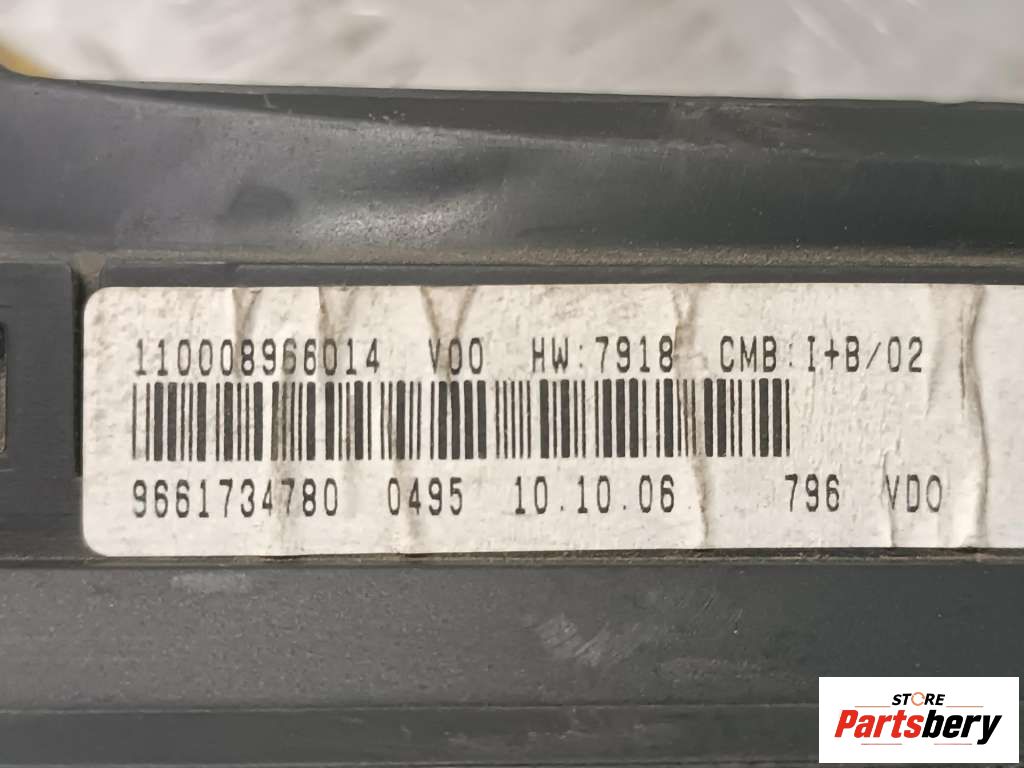 110008966014 V00 HW:7918 CMB:I+B/02
9661734780 0495 10.10.06 796 VDO
STORE
Partsbery